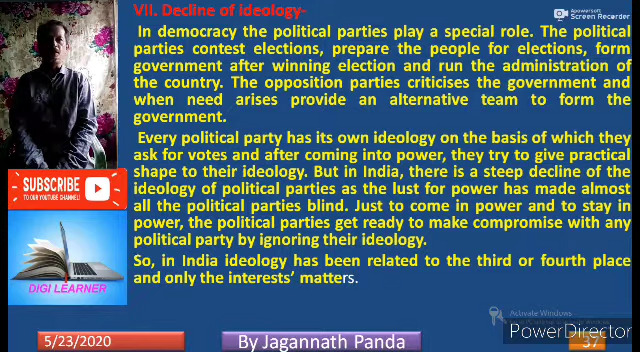 VII. Decline of ideology-
In democracy the political parties play a special role. The political
parties contest elections, prepare the people for elections, form
government after winning election and run the administration of
the country. The opposition parties criticises the government and
when need arises provide an alternative team to form the
government.
Every political party has its own ideology on the basis of which they
ask for votes and after coming into power, they try to give practical
shape to their ideology. But in India, there is a steep decline of the
ideology of political parties as the lust for power has made almost
all the political parties blind. Just to come in power and to stay in
power, the political parties get ready to make compromise with any
political party by ignoring their ideology.
So, in India ideology has been related to the third or fourth place
and only the interests' matters.
Apowersoft
Screen Recorder
SUBSCRIBE
TO OUR YOUTUBE CHANNEL
DIGI LEARNER
Activate Windows
PowerDirector
5/23/2020
By Jagannath Panda
37